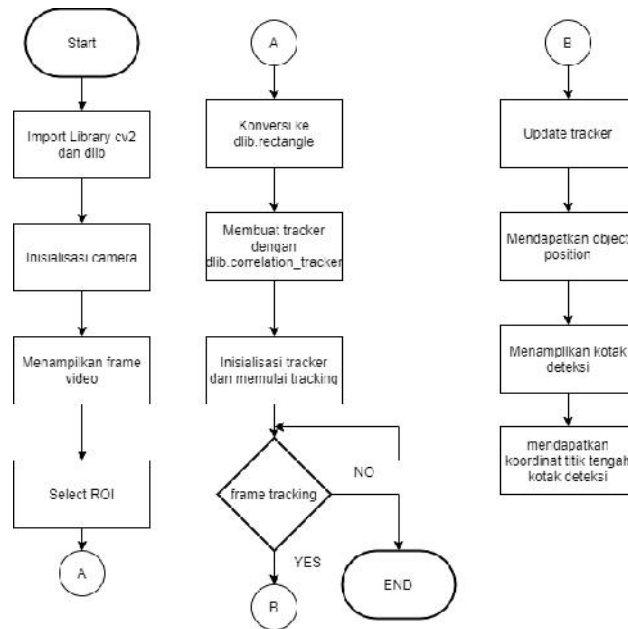 Start
Import Library cv2
dan dlib
Inisialisasi camera
Menampilkan frame
video
Select ROI
A
A
Konversi ke
dlib.rectangle
Membuat tracker
dengan
dlib.correlation_tracker
Inisialisasi tracker
dan memulai tracking
frame tracking
NO
YES
B
END
B
Update tracker
Mendapatkan object
position
Menampilkan kotak
deteksi
mendapatkan
koordinat titik tengah
kotak deteksi